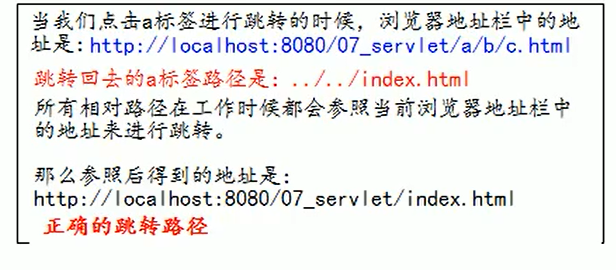 当我们点击a标签进行跳转的时候，浏览器地址栏中的地
址是：http://localhost:8080/07_servlet/a/b/c.html
跳转回去的a标签路径是：../../index.html
所有相对路径在工作时候都会参照当前浏览器地址栏中
的地址来进行跳转。
那么参照后得到的地址是：
http://localhost:8080/07_servlet/index.html
正确的跳转路径